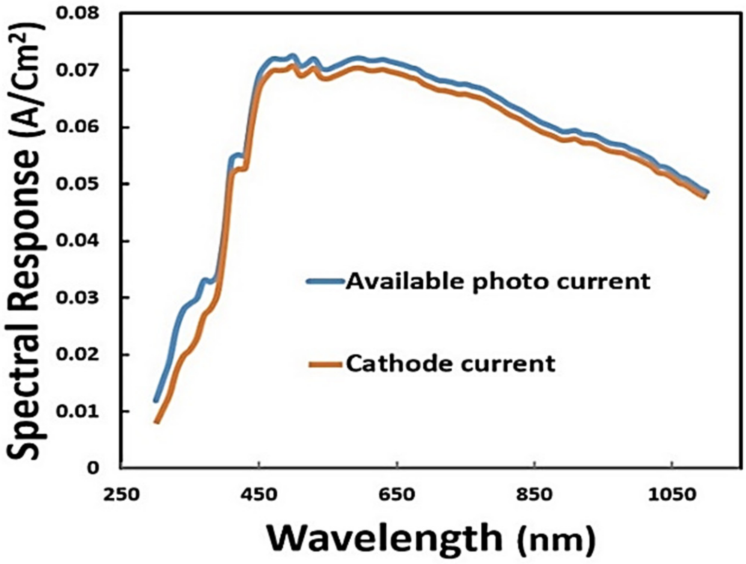 0.08
0.07
0.06
0.05
0.04
0.03
0.02
0.01
0
Spectral Response (A/Cm²)
Available photo current
Cathode current
250 450 650 850 1050
Wavelength (nm)